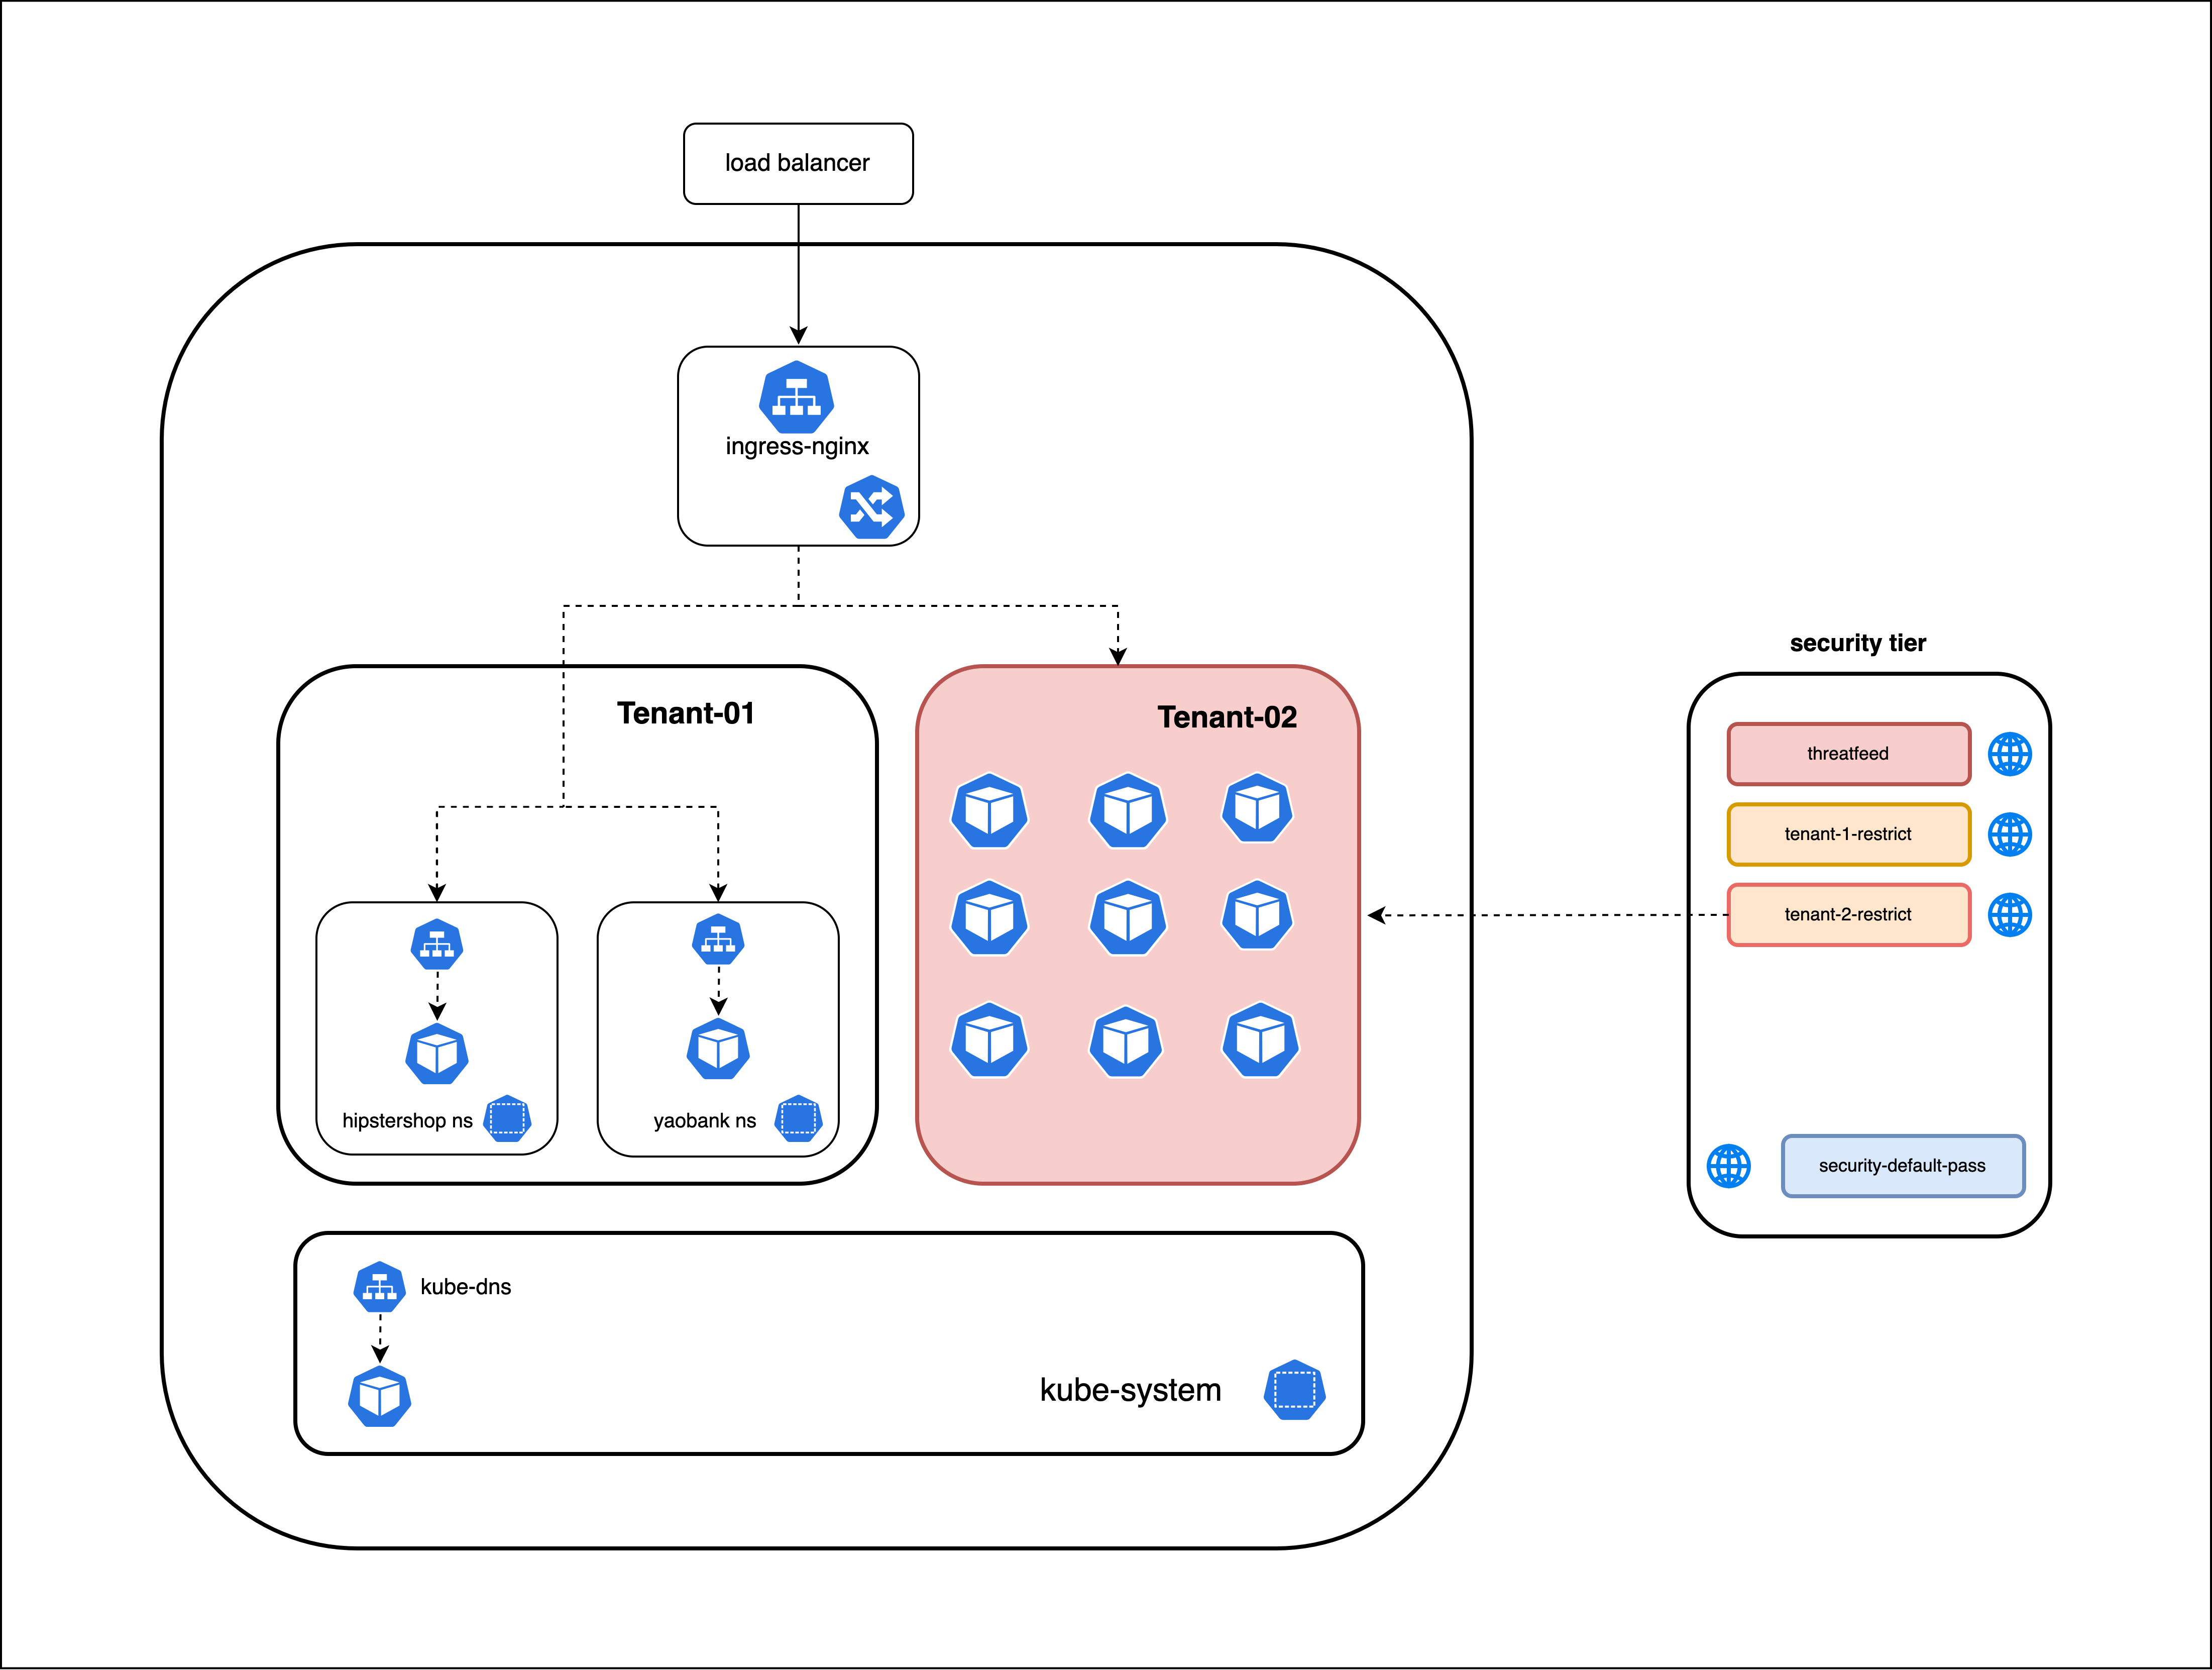 load balancer
ingress-nginx
security tier
Tenant-01
Tenant-02
threatfeed
tenant-1-restrict
tenant-2-restrict
hipstershop ns
yaobank ns
security-default-pass
kube-dns
kube-system